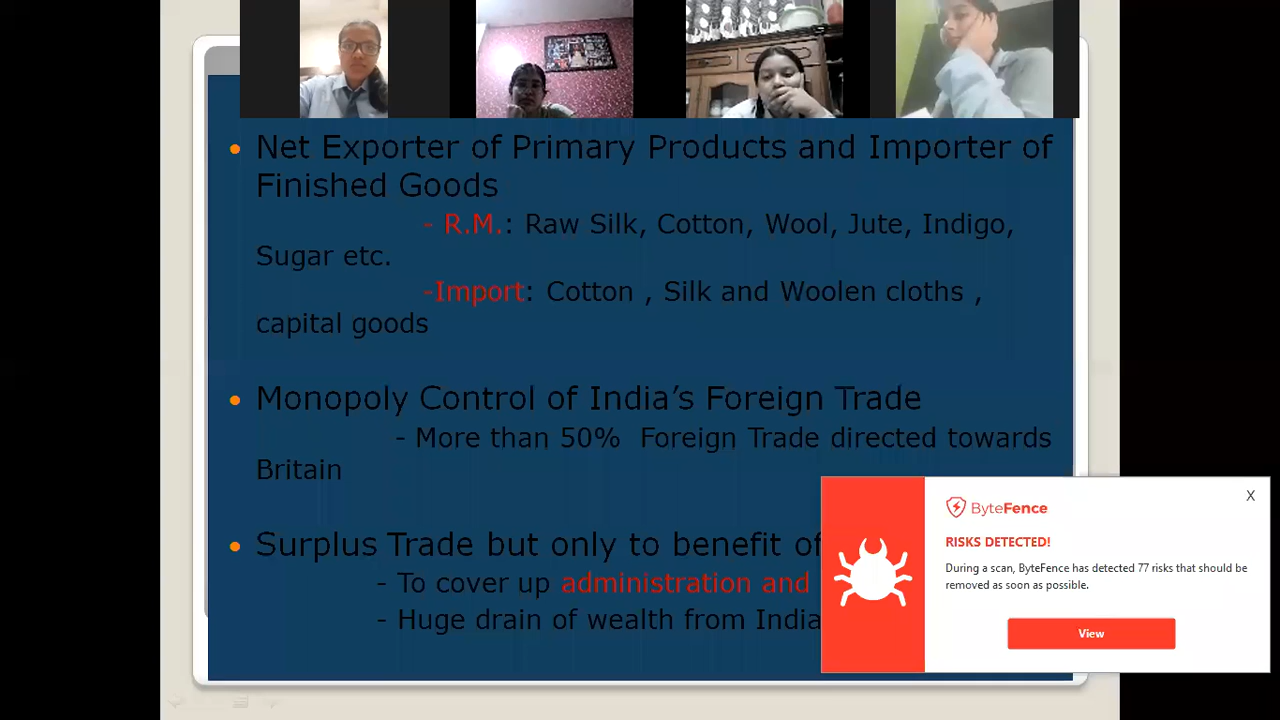 • Net Exporter of Primary Products and Importer of
Finished Goods
- R.M.: Raw Silk, Cotton, Wool, Jute, Indigo,
Sugar etc.
-Import: Cotton , Silk and Woolen cloths ,
capital goods
• Monopoly Control of India’s Foreign Trade
- More than 50% Foreign Trade directed towards
Britain
• Surplus Trade but only to benefit of
- To cover up administration and
- Huge drain of wealth from India
X
ByteFence
RISKS DETECTED!
During a scan, ByteFence has detected 77 risks that should be
removed as soon as possible.
View